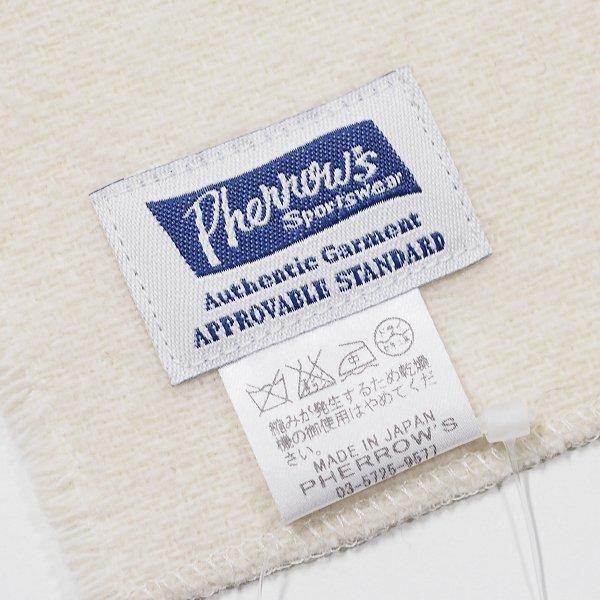 Pherrow's
Sportswear
Authentic Garment
APPROVABLE STANDARD
縮みが発生するため乾燥
機の御使用はやめてくだ
さい。
MADE IN JAPAN
PHERROW'S
03-5725-9577